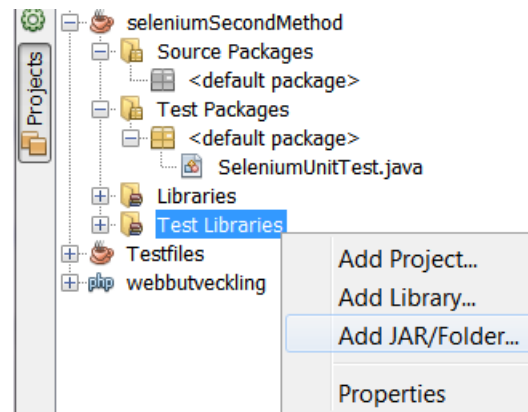 Projects
seleniumSecondMethod
Source Packages
<default package>
Test Packages
<default package>
SeleniumUnitTest.java
Libraries
Test Libraries
Testfiles
php webbutveckling
Add Project...
Add Library...
Add JAR/Folder...
Properties